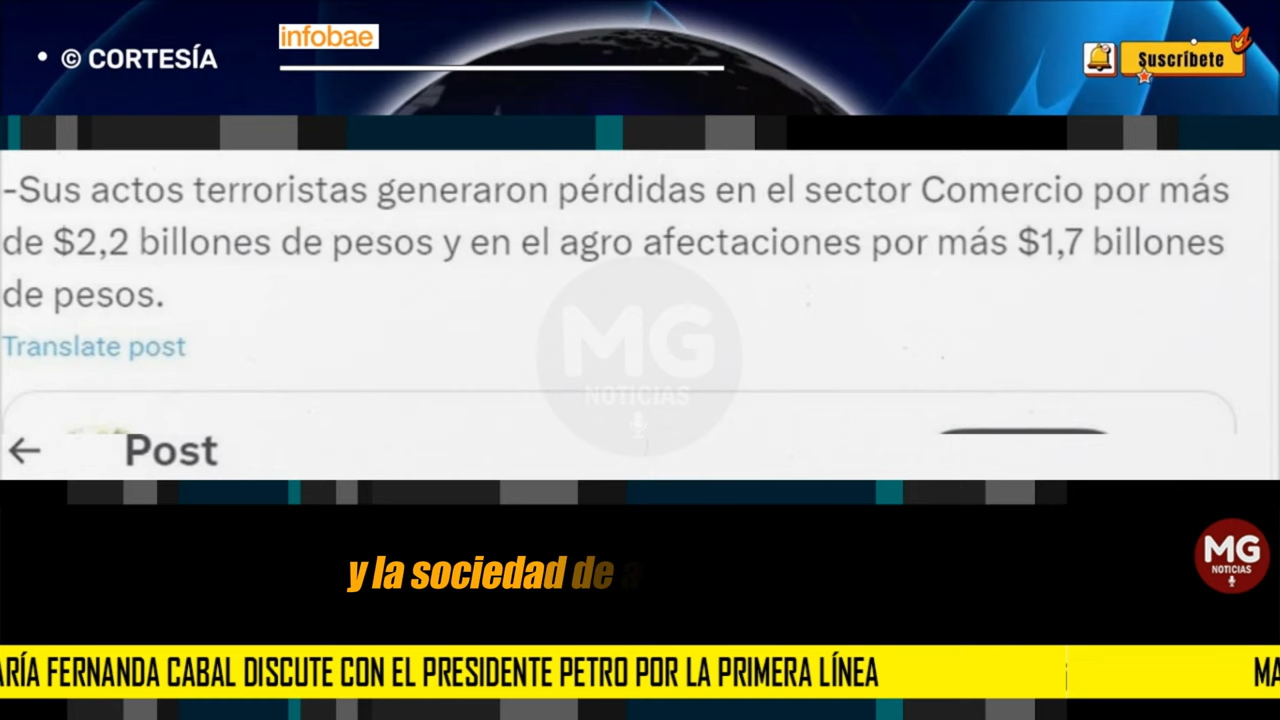 • © CORTESÍA
infobae
Suscríbete
-Sus actos terroristas generaron pérdidas en el sector Comercio por más
de $2,2 billones de pesos y en el agro afectaciones por más $1,7 billones
de pesos.
Translate post
MG
NOTICIAS
← Post
y la sociedad de
MG
NOTICIAS
ARÍA FERNANDA CABAL DISCUTE CON EL PRESIDENTE PETRO POR LA PRIMERA LÍNEA
MA